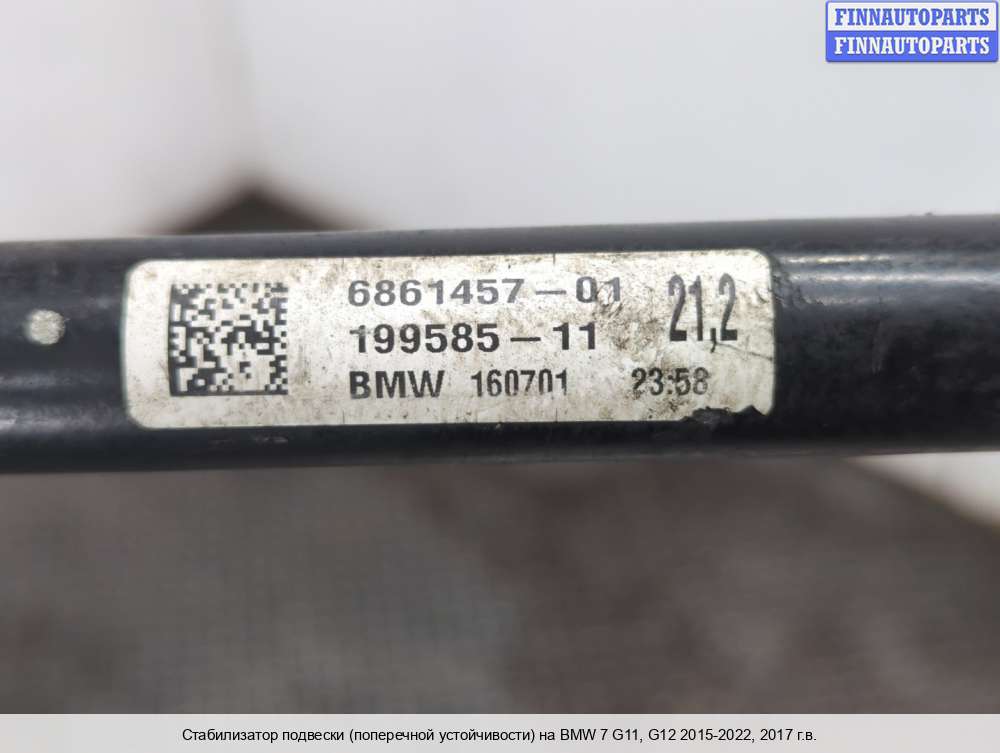 FINNAUTOPARTS
FINNAUTOPARTS
6861457-01
21,2
199585-11
BMW 160701 23:58
Стабилизатор подвески (поперечной устойчивости) на BMW 7 G11, G12 2015-2022, 2017 г.в.